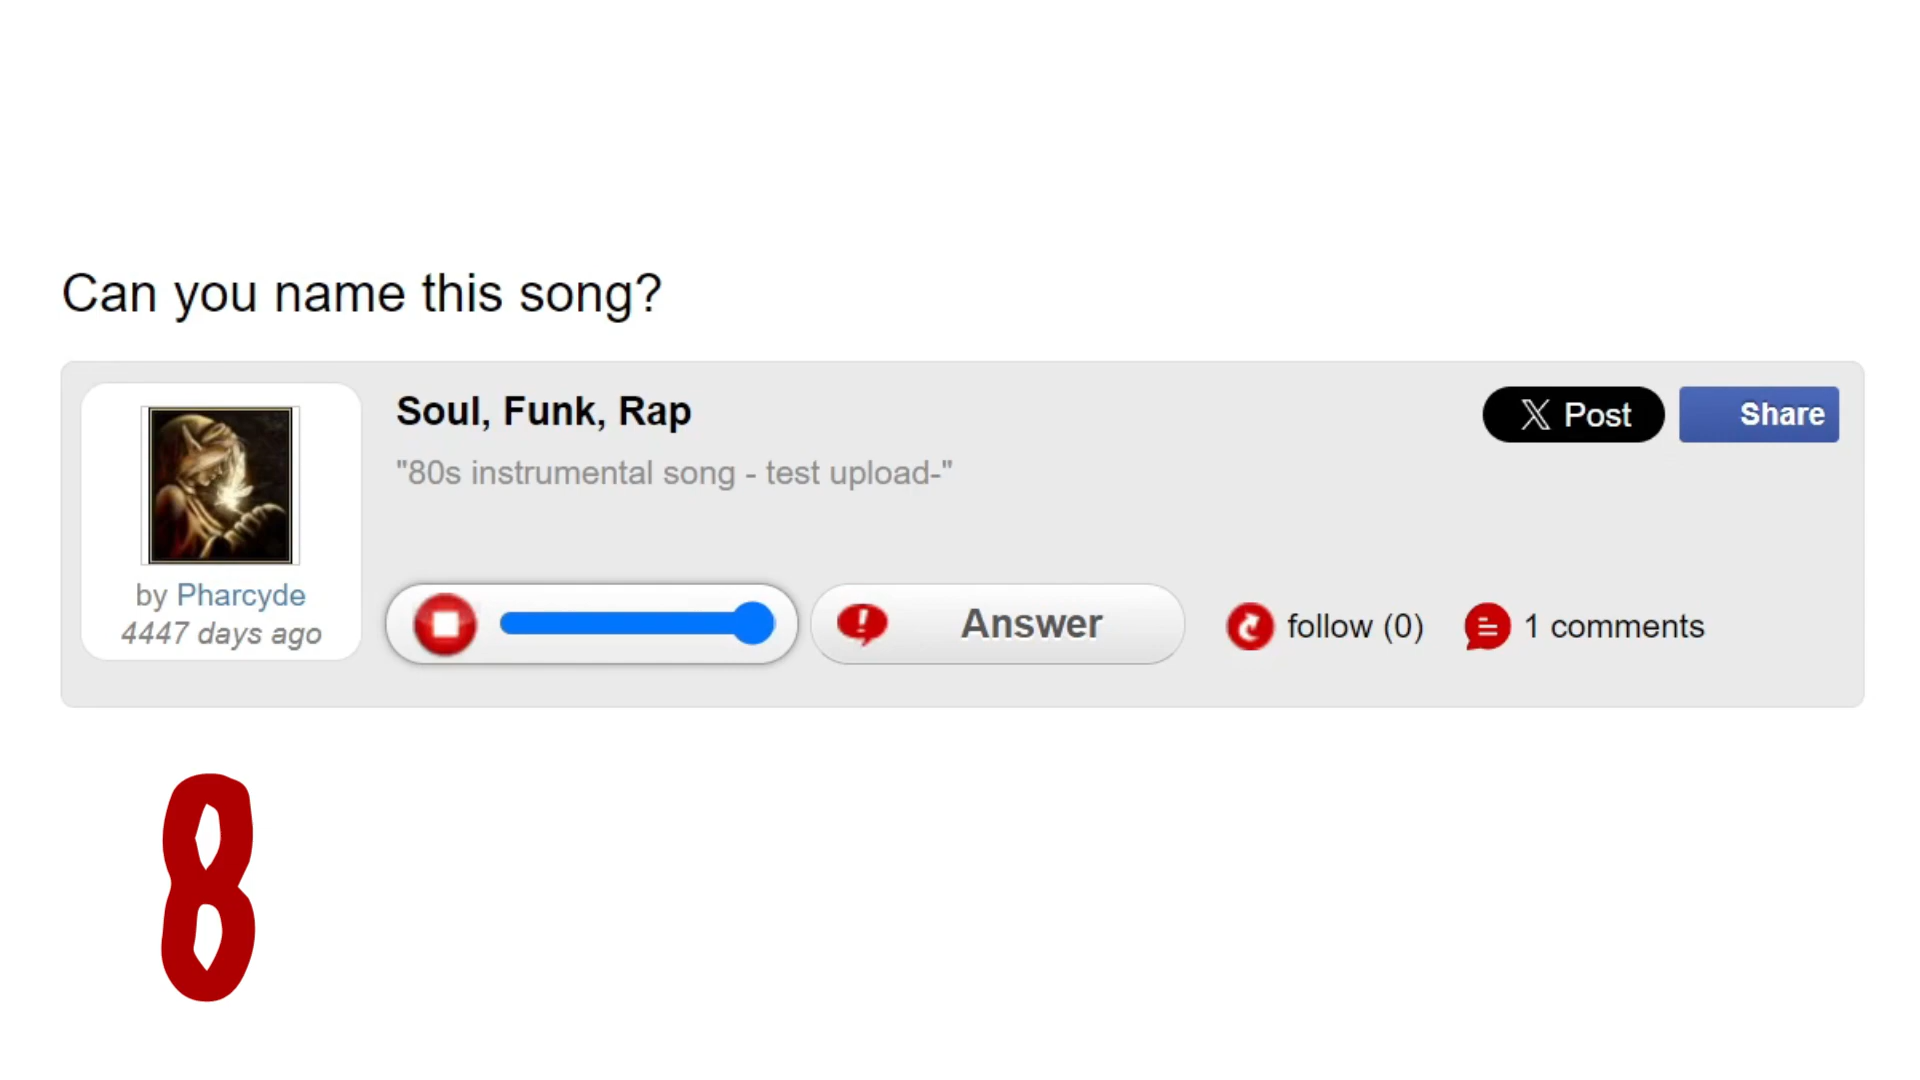 Can you name this song?
Soul, Funk, Rap
X Post
Share
"80s instrumental song - test upload-"
by Pharcyde
4447 days ago
Answer
follow (0)
1 comments
8